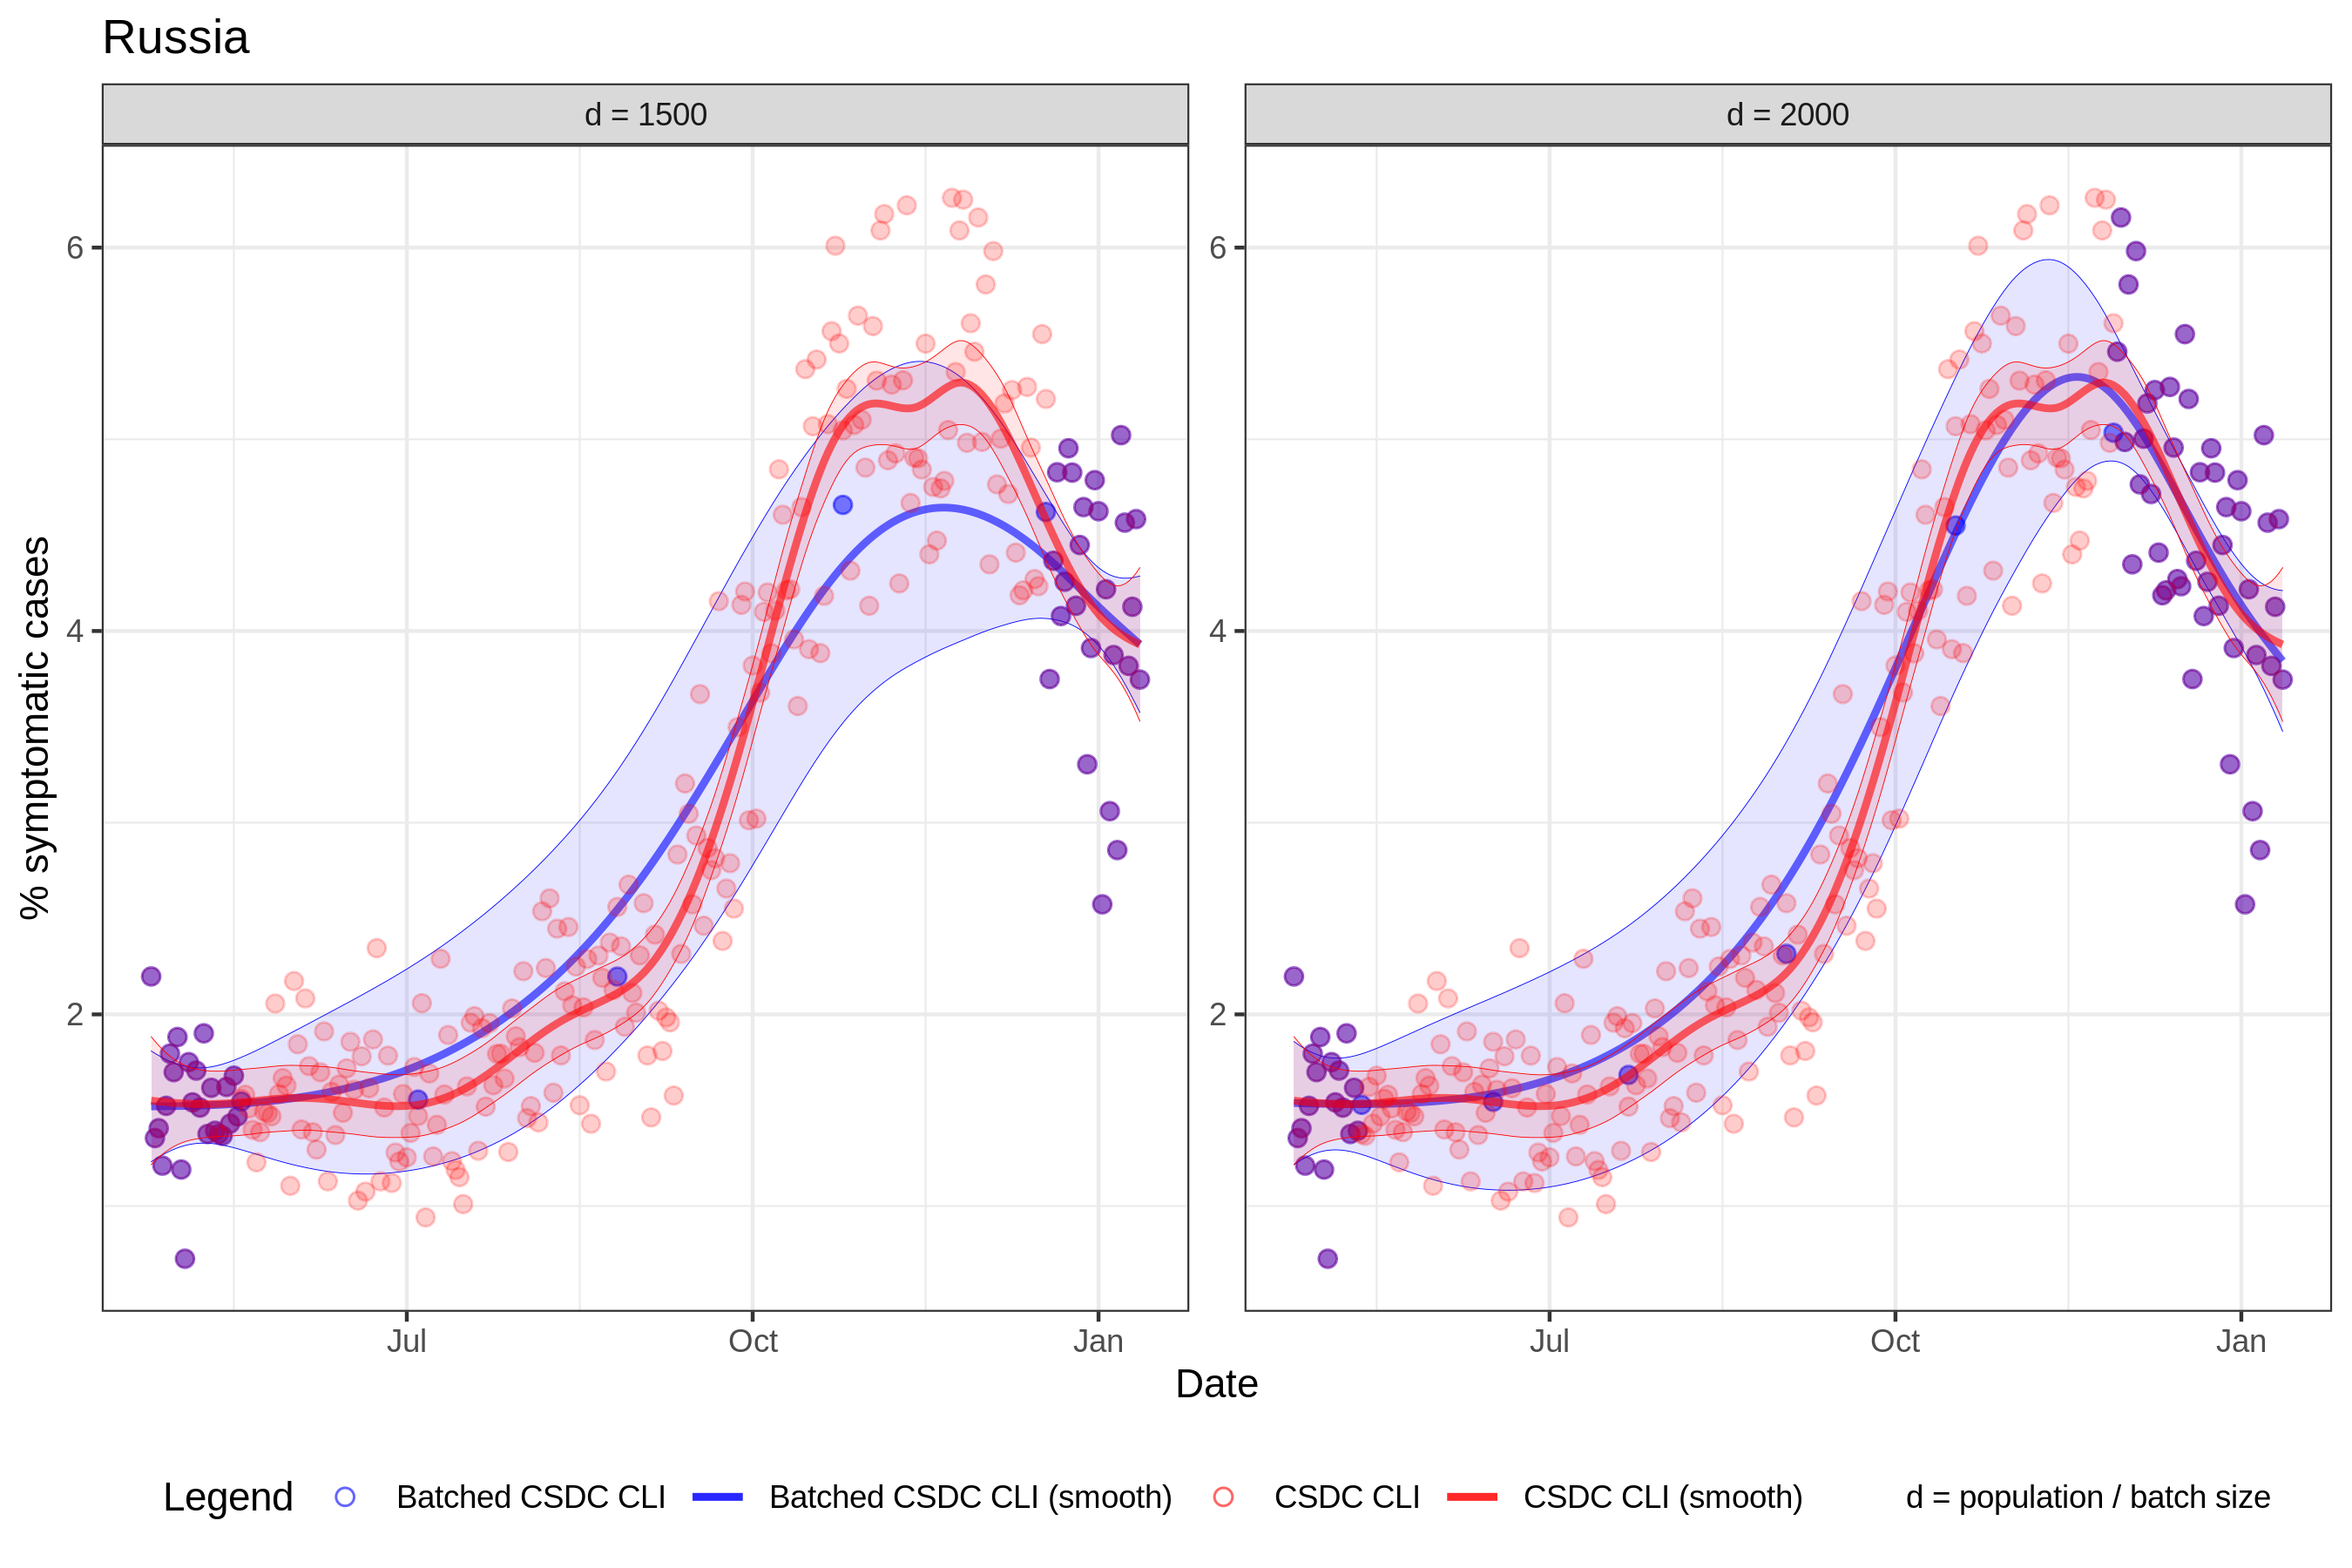 Russia
d = 1500
d = 2000
% symptomatic cases
6
4
2
6
4
2
Jul
Oct
Jan
Jul
Oct
Jan
Date
Legend
Batched CSDC CLI
Batched CSDC CLI (smooth)
CSDC CLI
CSDC CLI (smooth)
d = population / batch size